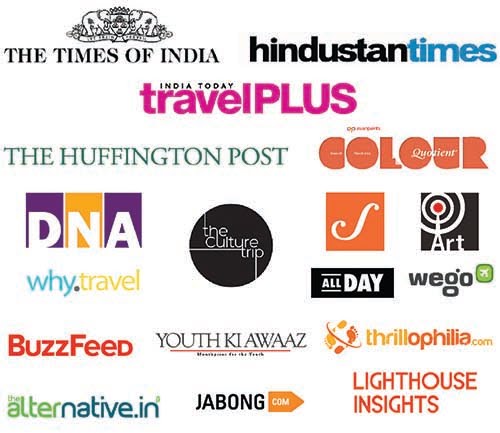 THE TIMES OF INDIA
hindustantimes
INDIA TODAY
travelPLUS
THE HUFFINGTON POST
COLOUR
Quotient
DNA
the
culture
trip
S
Art
why.travel
ALL DAY
wego
BuzzFeed
YOUTH KI AWAAZ
Mouthpiece for the Youth
thrillophilia.com
the
alternative.in
JABONG COM
LIGHTHOUSE
INSIGHTS